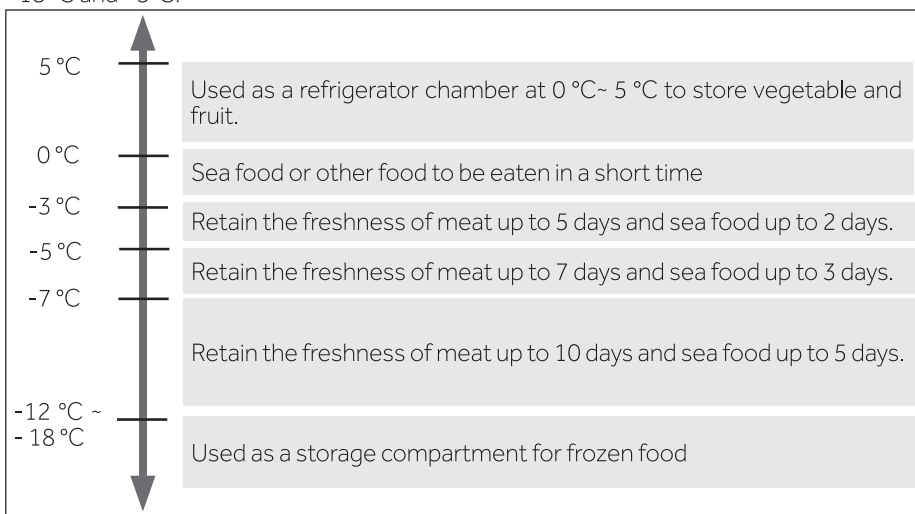 5 °C
Used as a refrigerator chamber at 0 °C~ 5 °C to store vegetable and
fruit.
0 °C
Sea food or other food to be eaten in a short time
-3 °C
Retain the freshness of meat up to 5 days and sea food up to 2 days.
-5 °C
Retain the freshness of meat up to 7 days and sea food up to 3 days.
-7 °C
Retain the freshness of meat up to 10 days and sea food up to 5 days.
-12 °C ~
- 18 °C
Used as a storage compartment for frozen food